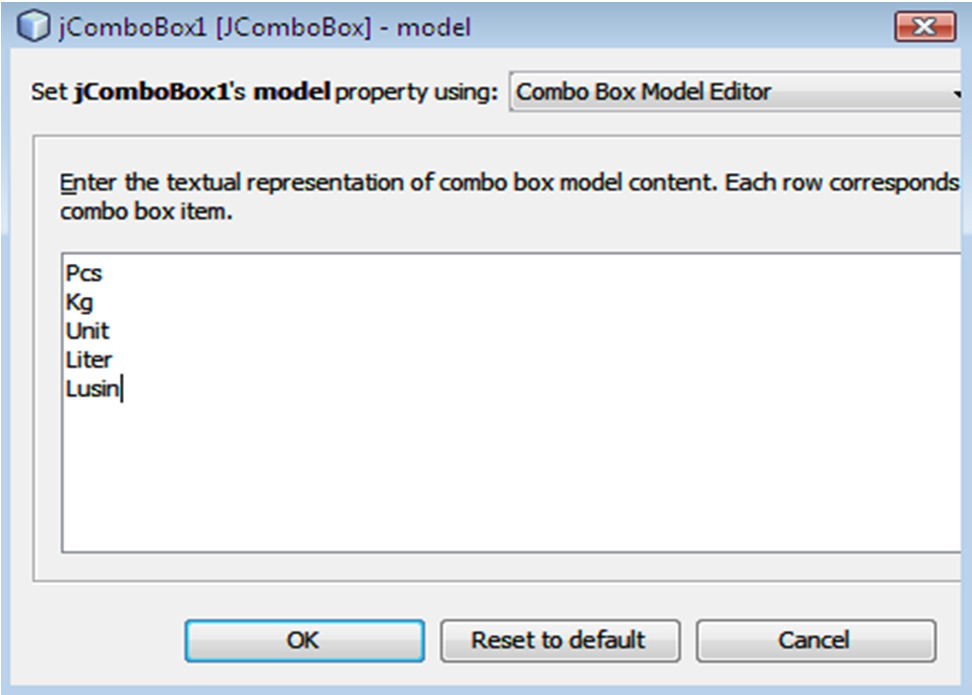 jComboBox1 [JComboBox] - model
Set jComboBox1's model property using: Combo Box Model Editor
Enter the textual representation of combo box model content. Each row corresponds
combo box item.
Pcs
Kg
Unit
Liter
Lusin
OK Reset to default Cancel